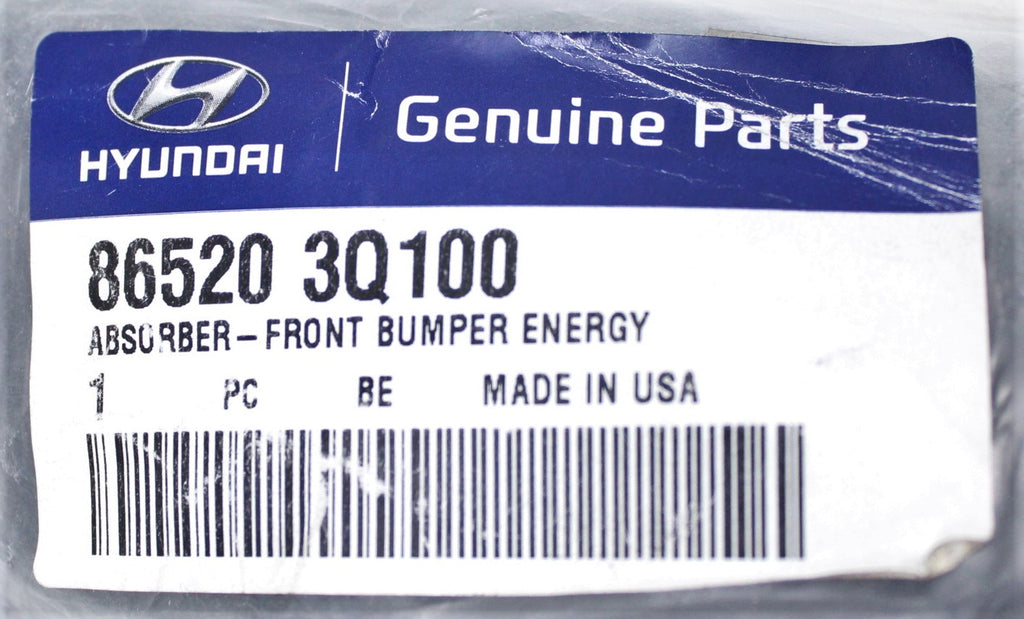 HYUNDAI
Genuine Parts
86520 3Q100
ABSORBER-FRONT BUMPER ENERGY
1 PC BE MADE IN USA